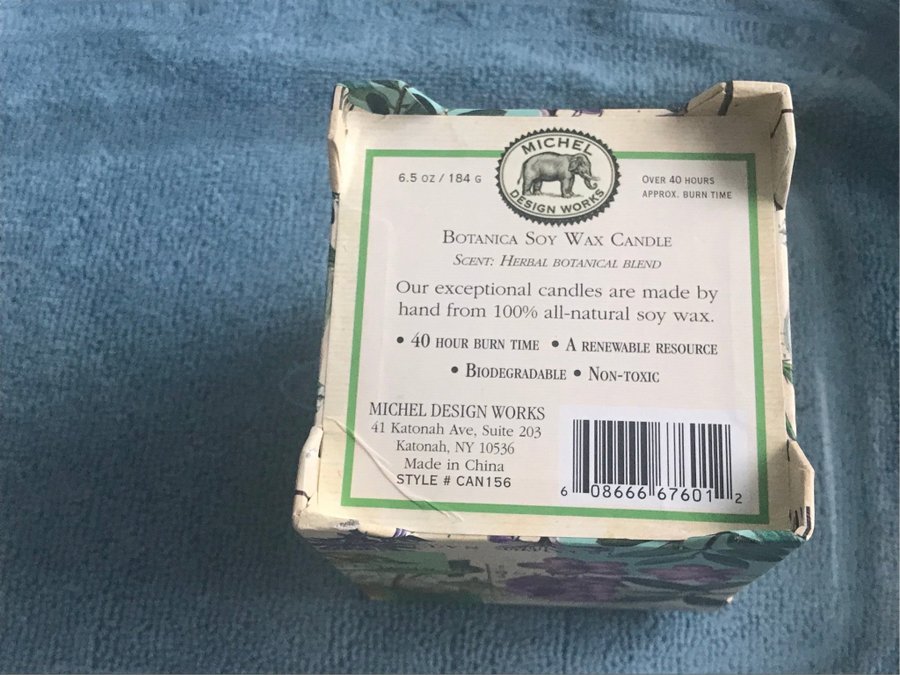 MICHEL
DESIGN WORKS
6.5 OZ / 184 G
OVER 40 HOURS
APPROX. BURN TIME
BOTANICA SOY WAX CANDLE
SCENT: HERBAL BOTANICAL BLEND
Our exceptional candles are made by
hand from 100% all-natural soy wax.
• 40 HOUR BURN TIME • A RENEWABLE RESOURCE
• BIODEGRADABLE • NON-TOXIC
MICHEL DESIGN WORKS
41 Katonah Ave, Suite 203
Katonah, NY 10536
Made in China
STYLE # CAN156
6 08666 67601 2